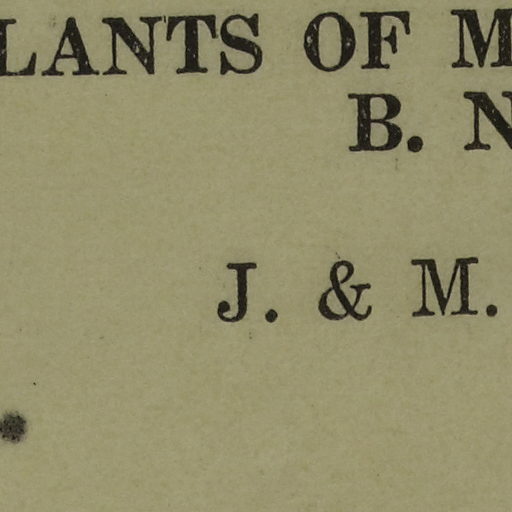 LANTS OF M
B. N
J. & M.